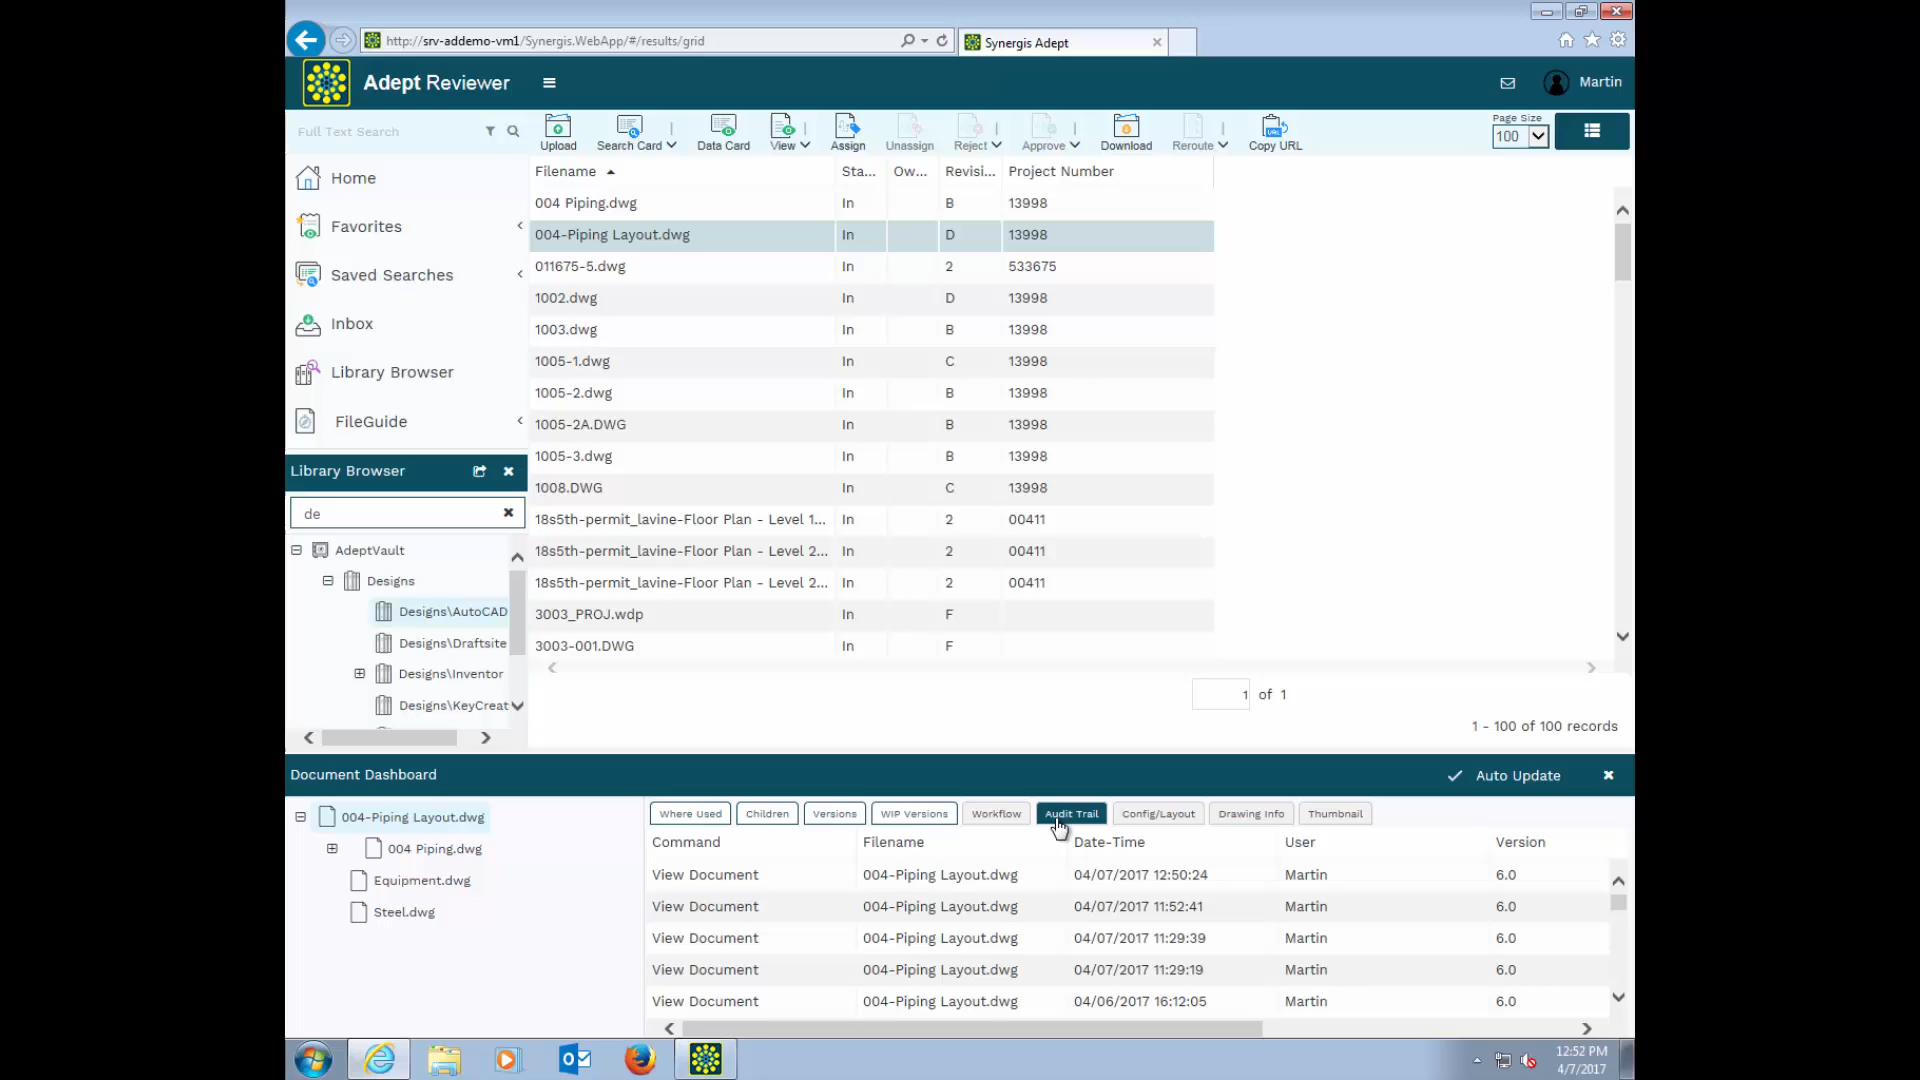 http://srv-addemo-vm1/Synergis.WebApp/#/results/grid
Synergis Adept
Adept Reviewer
Martin
Full Text Search
Upload
Search Card
Data Card
View
Assign
Unassign
Reject
Approve
Download
Reroute
Copy URL
Page Size
100
Home
Favorites
Saved Searches
Inbox
Library Browser
FileGuide
Filename Sta... Ow... Revisi... Project Number
004 Piping.dwg In B 13998
004-Piping Layout.dwg In D 13998
011675-5.dwg In 2 533675
1002.dwg In D 13998
1003.dwg In B 13998
1005-1.dwg In C 13998
1005-2.dwg In B 13998
1005-2A.DWG In B 13998
1005-3.dwg In B 13998
1008.DWG In C 13998
18s5th-permit_lavine-Floor Plan - Level 1... In 2 00411
18s5th-permit_lavine-Floor Plan - Level 2... In 2 00411
18s5th-permit_lavine-Floor Plan - Level 2... In 2 00411
3003_PROJ.wdp In F
3003-001.DWG In F
1 of 1
1 - 100 of 100 records
Library Browser
de
AdeptVault
Designs
Designs\AutoCAD
Designs\Draftsite
Designs\Inventor
Designs\KeyCreat
Document Dashboard
Auto Update
004-Piping Layout.dwg
004 Piping.dwg
Equipment.dwg
Steel.dwg
Where Used
Children
Versions
WIP Versions
Workflow
Audit Trail
Config/Layout
Drawing Info
Thumbnail
Command Filename Date-Time User Version
View Document 004-Piping Layout.dwg 04/07/2017 12:50:24 Martin 6.0
View Document 004-Piping Layout.dwg 04/07/2017 11:52:41 Martin 6.0
View Document 004-Piping Layout.dwg 04/07/2017 11:29:39 Martin 6.0
View Document 004-Piping Layout.dwg 04/07/2017 11:29:19 Martin 6.0
View Document 004-Piping Layout.dwg 04/06/2017 16:12:05 Martin 6.0
12:52 PM
4/7/2017